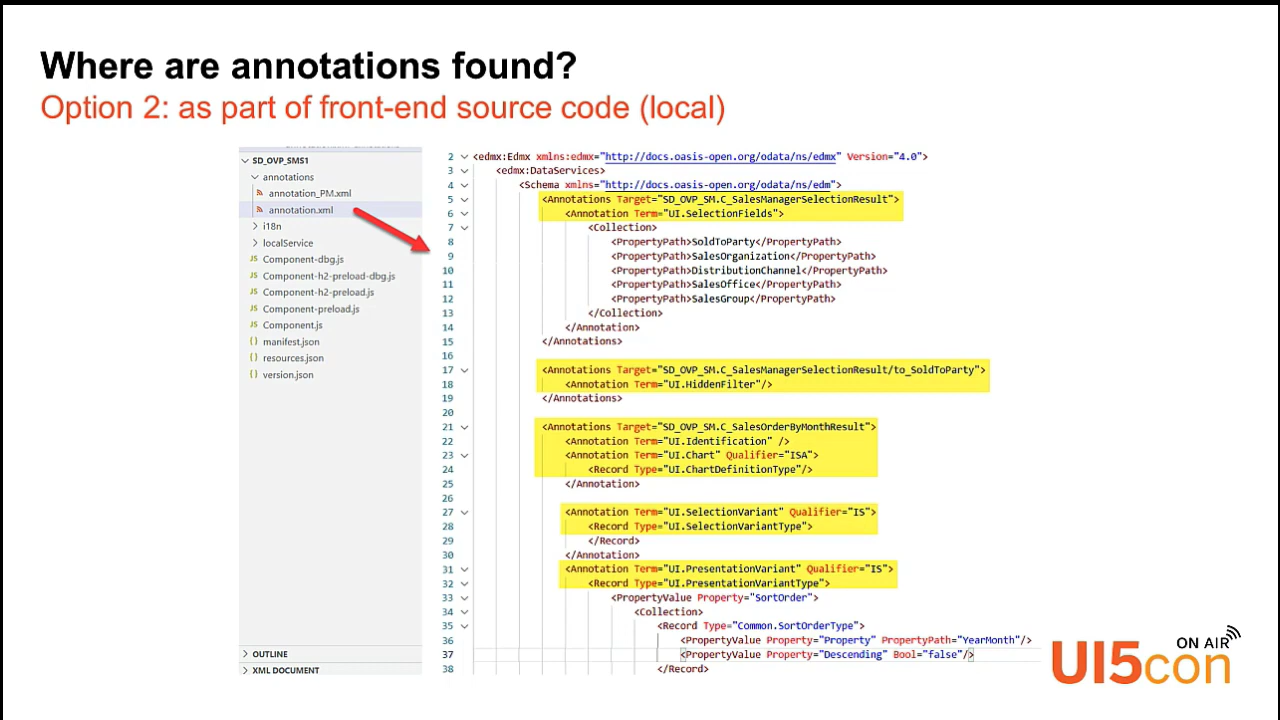 Where are annotations found?
Option 2: as part of front-end source code (local)
SD_OVP_SMS1
annotations
annotation_PM.xml
annotation.xml
i18n
localService
JS Component-dbg.js
JS Component-h2-preload-dbg.js
JS Component-h2-preload.js
JS Component-preload.js
JS Component.js
{} manifest.json
{} resources.json
{} version.json
OUTLINE
XML DOCUMENT
2 <edmx:Edmx xmlns:edmx="http://docs.oasis-open.org/odata/ns/edmx" Version="4.0">
3 <edmx:DataServices>
4 <Schema xmlns="http://docs.oasis-open.org/odata/ns/edm">
5 <Annotations Target="SD_OVP_SM.C_SalesManagerSelectionResult">
6 <Annotation Term="UI.SelectionFields">
7 <Collection>
8 <PropertyPath>SoldToParty</PropertyPath>
9 <PropertyPath>SalesOrganization</PropertyPath>
10 <PropertyPath>DistributionChannel</PropertyPath>
11 <PropertyPath>SalesOffice</PropertyPath>
12 <PropertyPath>SalesGroup</PropertyPath>
13 </Collection>
14 </Annotation>
15 </Annotations>
16
17 <Annotations Target="SD_OVP_SM.C_SalesManagerSelectionResult/to_SoldToParty">
18 <Annotation Term="UI.HiddenFilter"/>
19 </Annotations>
20
21 <Annotations Target="SD_OVP_SM.C_SalesOrderByMonthResult">
22 <Annotation Term="UI.Identification" />
23 <Annotation Term="UI.Chart" Qualifier="ISA">
24 <Record Type="UI.ChartDefinitionType"/>
25 </Annotation>
26
27 <Annotation Term="UI.SelectionVariant" Qualifier="IS">
28 <Record Type="UI.SelectionVariantType">
29 </Record>
30 </Annotation>
31 <Annotation Term="UI.PresentationVariant" Qualifier="IS">
32 <Record Type="UI.PresentationVariantType">
33 <PropertyValue Property="SortOrder">
34 <Collection>
35 <Record Type="Common.SortOrderType">
36 <PropertyValue Property="Property" PropertyPath="YearMonth"/>
37 <PropertyValue Property="Descending" Bool="false"/>
38 </Record>
ON AIR
UI5con